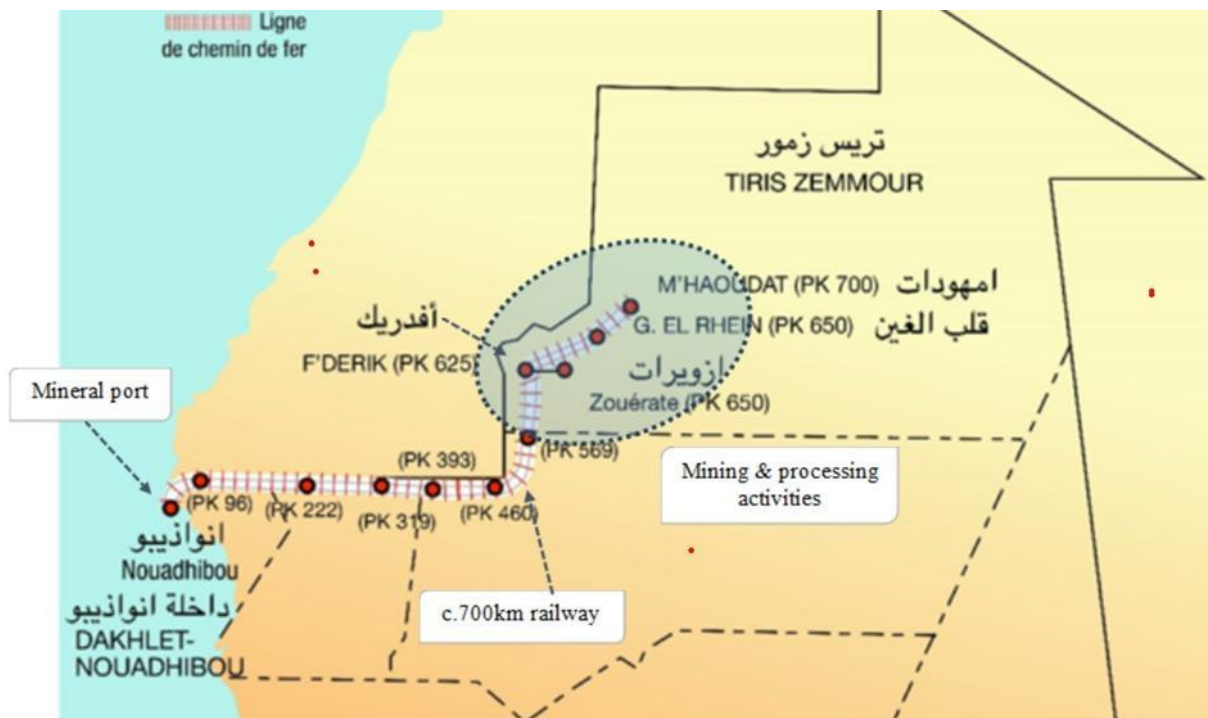 Ligne
de chemin de fer
تريس زمور
TIRIS ZEMMOUR
M'HAOUDAT (PK 700) امهودات
أفدريك
G. EL RHEIN (PK 650) قلب الغين
F'DERIK (PK 625)
ازويرات
Zouérate (PK 650)
Mineral port
(PK 569)
(PK 393)
Mining & processing
activities
(PK 96)
(PK 222)
(PK 319)
(PK 460)
انواذيبو
Nouadhibou
c.700km railway
داخلة انواذيبو
DAKHLET-
NOUADHIBOU